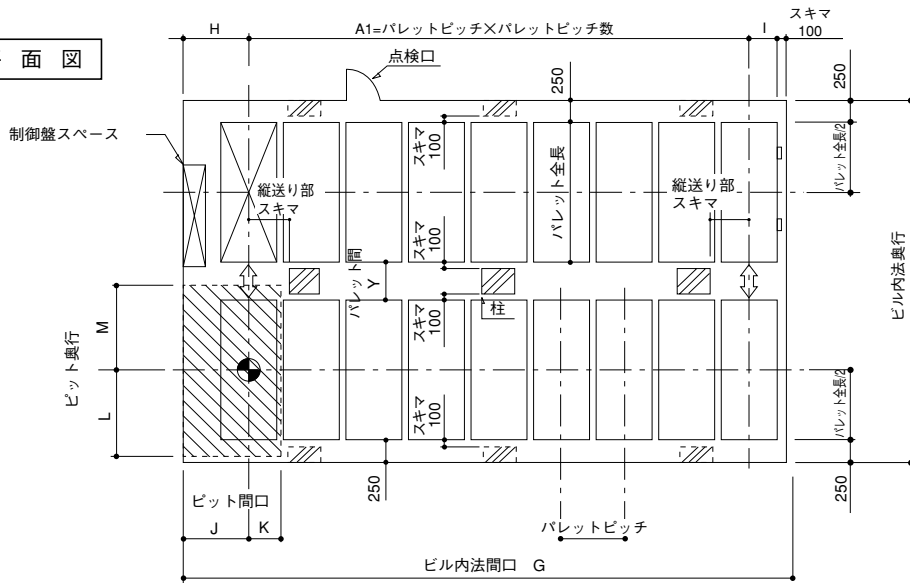 平面図
H
A1=パレットピッチ×パレットピッチ数
I
スキマ
100
点検口
250
250
制御盤スペース
スキマ
100
パレット全長
パレット全長/2
縦送り部
スキマ
縦送り部
スキマ
スキマ
100
パレット間
Y
ビル内法奥行
柱
M
ピット奥行
L
スキマ
100
スキマ
100
パレット全長/2
ピット間口
250
250
J
K
パレットピッチ
ビル内法間口 G